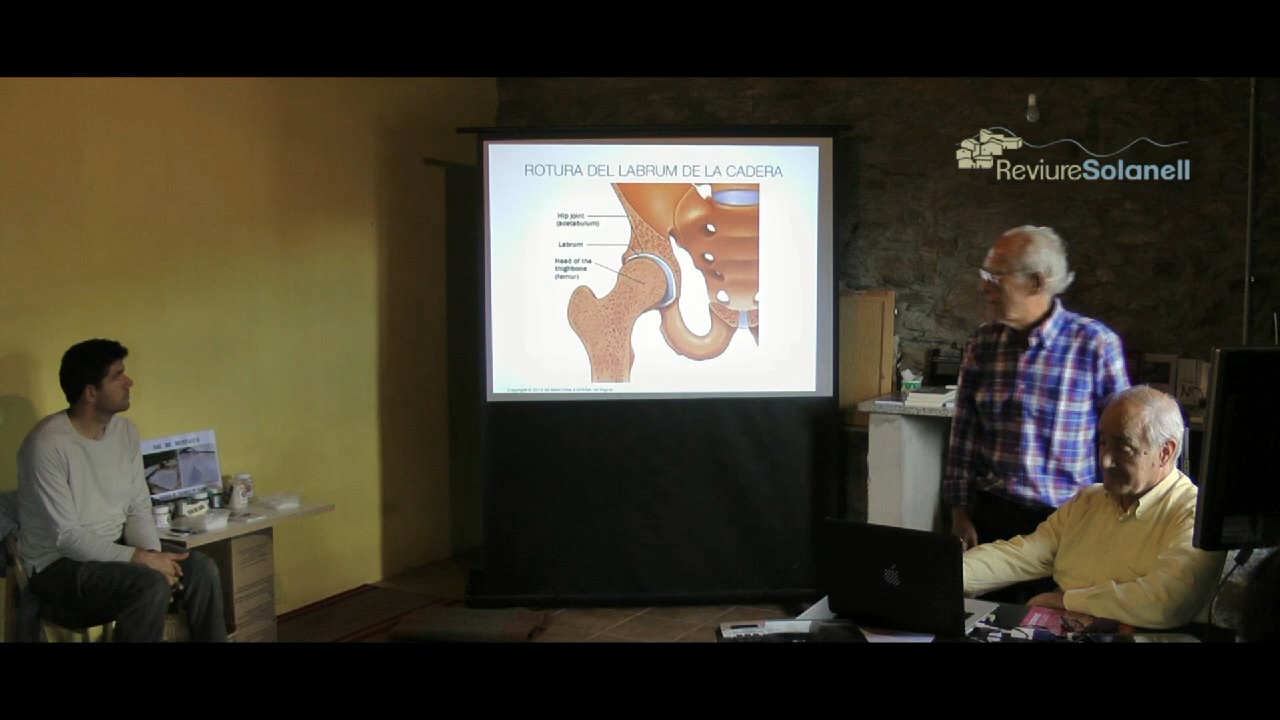 ROTURA DEL LABRUM DE LA CADERA
Hip joint
(acetabulum)
Labrum
Head of the
thighbone
(femur)
ReviureSolanell